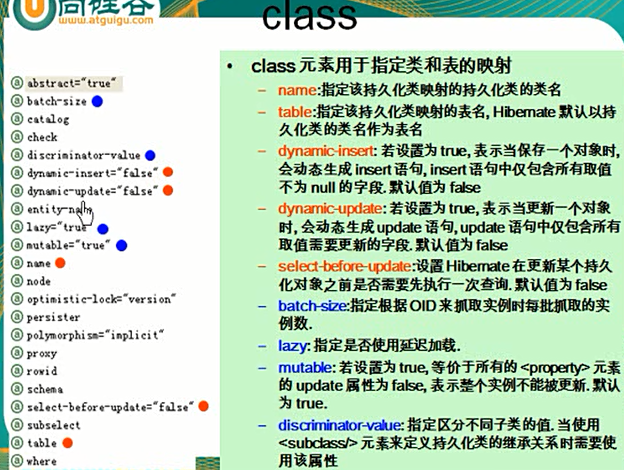 尚硅谷
www.atguigu.com
class
abstract="true"
batch-size
catalog
check
discriminator-value
dynamic-insert="false"
dynamic-update="false"
lazy="true"
mutable="true"
name
node
optimistic-lock="version"
persister
polymorphism="implicit"
proxy
rowid
schema
select-before-update="false"
subselect
table
where
• class 元素用于指定类和表的映射
– name:指定该持久化类映射的持久化类的类名
– table:指定该持久化类映射的表名, Hibernate 默认以持
久化类的类名作为表名
– dynamic-insert: 若设置为 true, 表示当保存一个对象时,
会动态生成 insert 语句, insert 语句中仅包含所有取值
不为 null 的字段. 默认值为 false
– dynamic-update: 若设置为 true, 表示当更新一个对象
时, 会动态生成 update 语句, update 语句中仅包含所有
取值需要更新的字段. 默认值为 false
– select-before-update:设置 Hibernate 在更新某个持久
化对象之前是否需要先执行一次查询. 默认值为 false
– batch-size:指定根据 OID 来抓取实例时每批抓取的实
例数.
– lazy: 指定是否使用延迟加载.
– mutable: 若设置为 true, 等价于所有的 <property> 元素
的 update 属性为 false, 表示整个实例不能被更新. 默认
为 true.
– discriminator-value: 指定区分不同子类的值. 当使用
<subclass/> 元素来定义持久化类的继承关系时需要使
用该属性